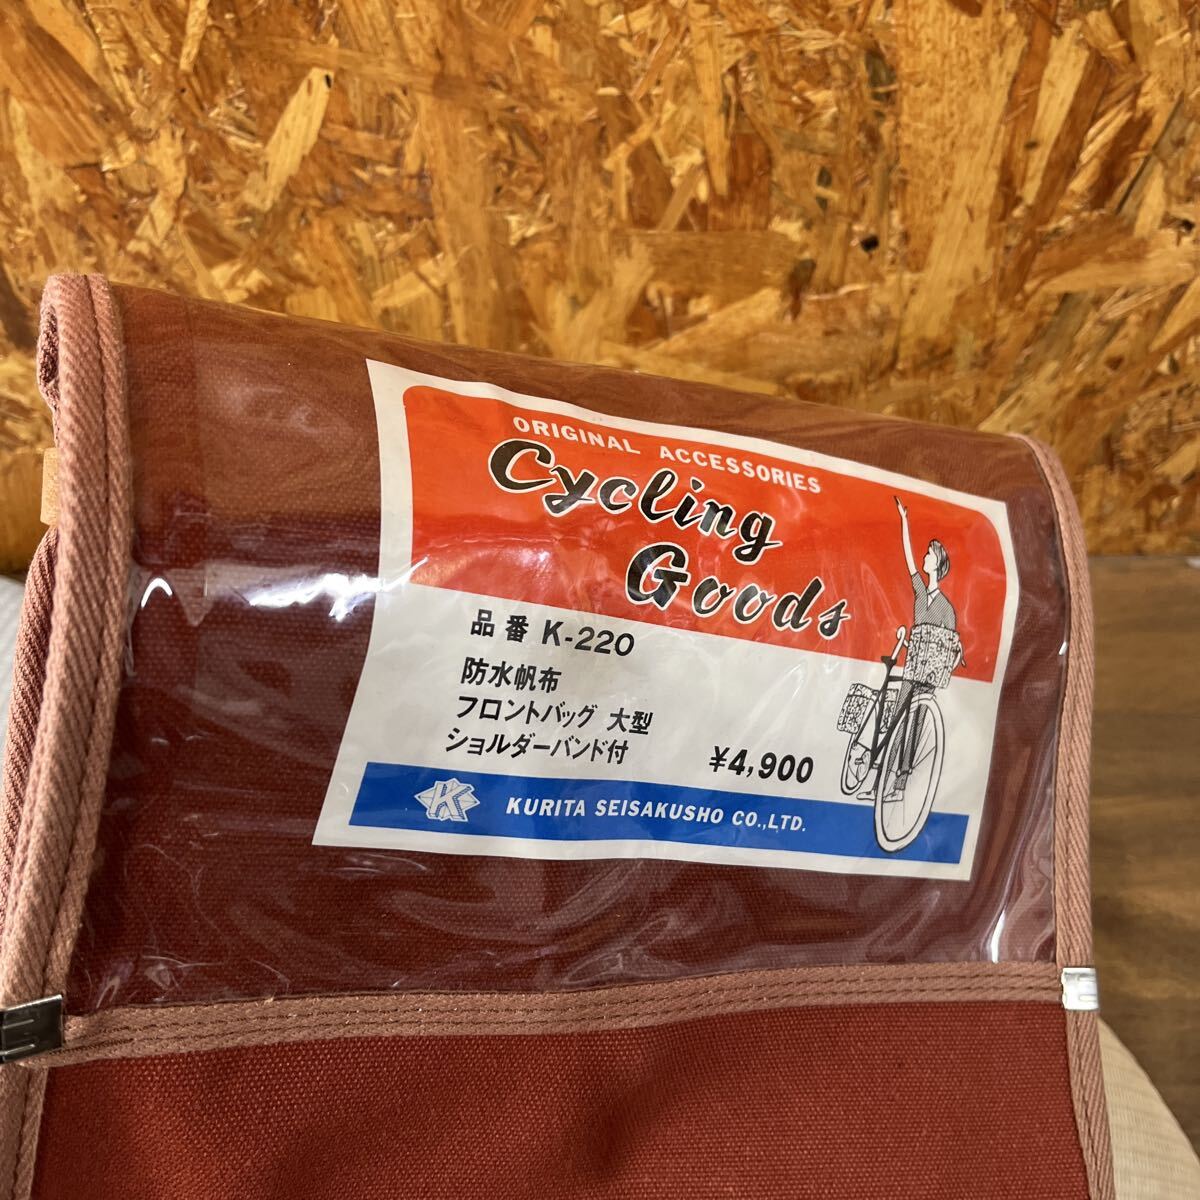 ORIGINAL ACCESSORIES
Cycling
Goods
品番 K-220
防水帆布
フロントバッグ 大型
ショルダーバンド付
¥4,900
K
KURITA SEISAKUSHO CO.,LTD.